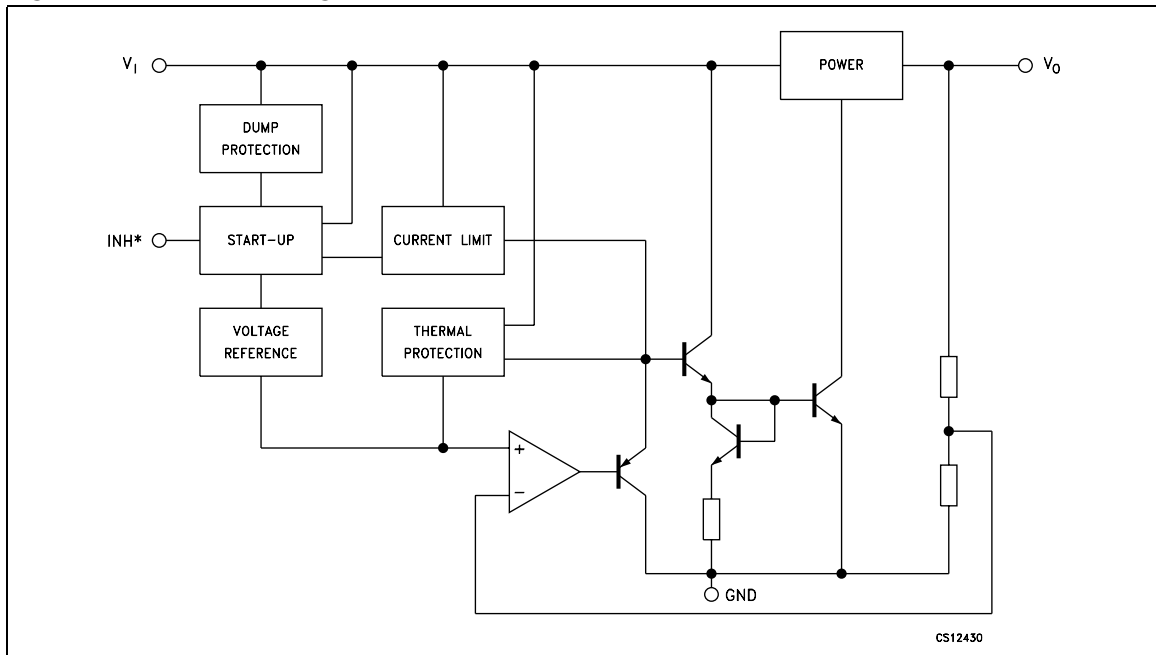 V_I
POWER
V_O
DUMP
PROTECTION
INH*
START-UP
CURRENT LIMIT
VOLTAGE
REFERENCE
THERMAL
PROTECTION
+
−
GND
CS12430